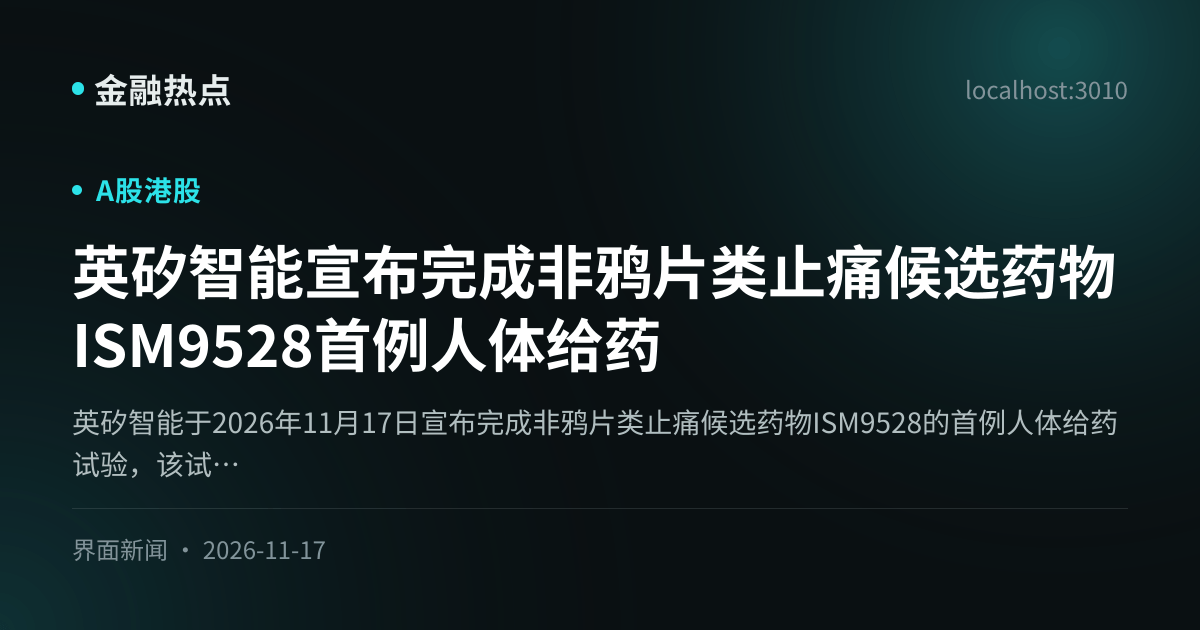 金融热点
localhost:3010
A股港股
英矽智能宣布完成非鸦片类止痛候选药物
ISM9528首例人体给药
英矽智能于2026年11月17日宣布完成非鸦片类止痛候选药物ISM9528的首例人体给药
试验，该试…
界面新闻 • 2026-11-17